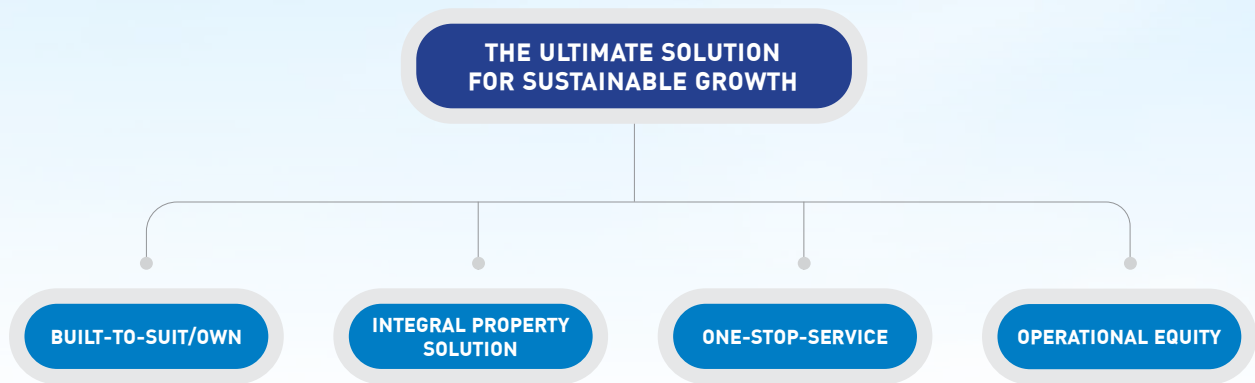 THE ULTIMATE SOLUTION
FOR SUSTAINABLE GROWTH
BUILT-TO-SUIT/OWN
INTEGRAL PROPERTY
SOLUTION
ONE-STOP-SERVICE
OPERATIONAL EQUITY